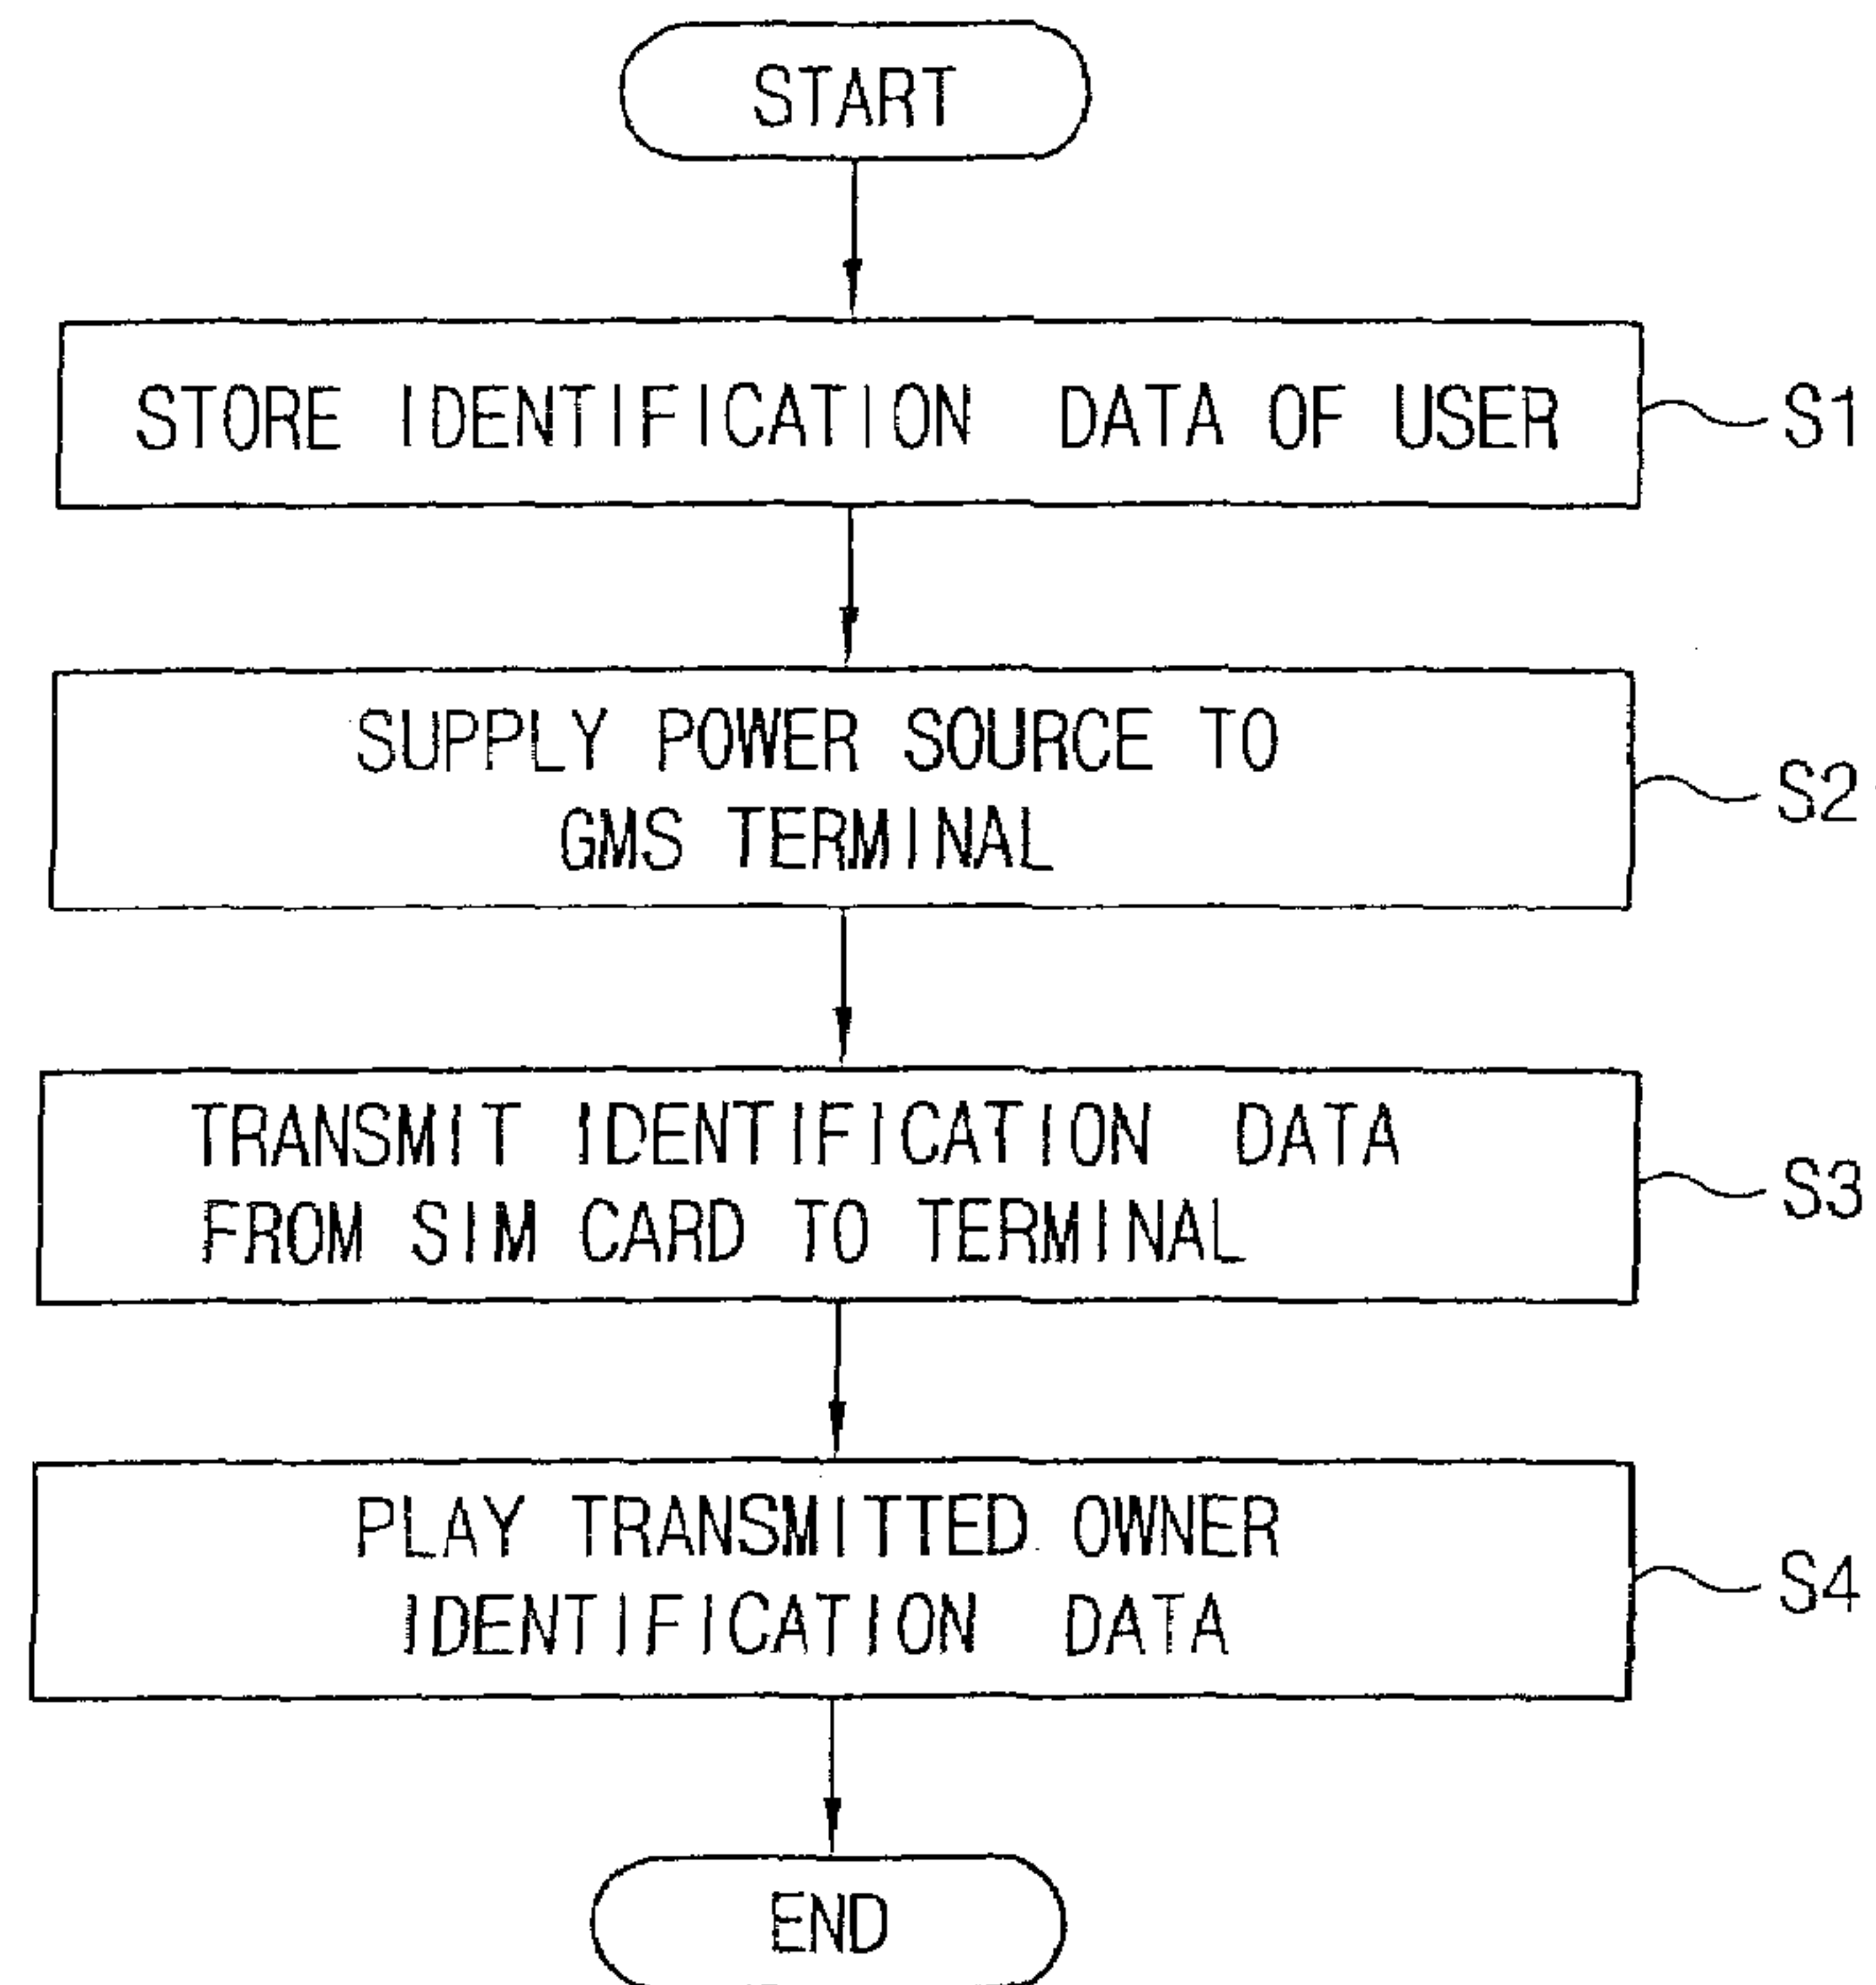 START
STORE IDENTIFICATION DATA OF USER
S1
SUPPLY POWER SOURCE TO
GMS TERMINAL
S2
TRANSMIT IDENTIFICATION DATA
FROM SIM CARD TO TERMINAL
S3
PLAY TRANSMITTED OWNER
IDENTIFICATION DATA
S4
END